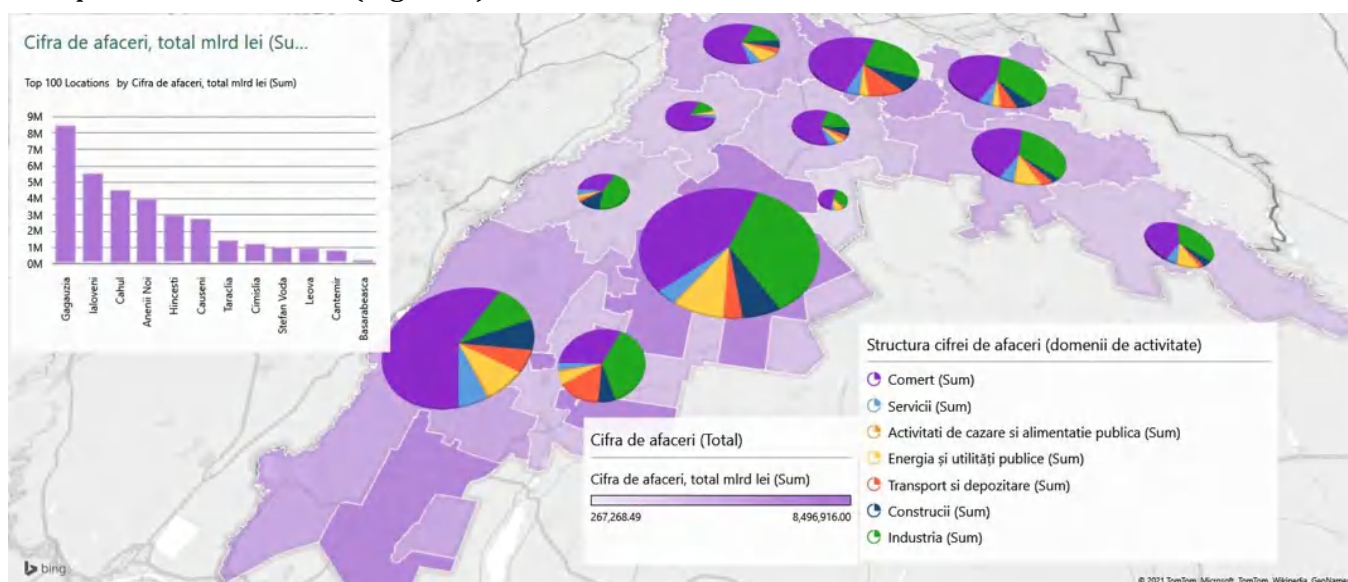 Cifra de afaceri, total mlrd lei (Su...
Top 100 Locations by Cifra de afaceri, total mlrd lei (Sum)
9M
8M
7M
6M
5M
4M
3M
2M
1M
0M
Gagauzia
Ialoveni
Cahul
Anenii Noi
Hincesti
Causeni
Taraclia
Cimislia
Stefan Voda
Leova
Cantemir
Basarabeasca
Cifra de afaceri (Total)
Cifra de afaceri, total mlrd lei (Sum)
267,268.49 8,496,916.00
Structura cifrei de afaceri (domenii de activitate)
Comert (Sum)
Servicii (Sum)
Activitati de cazare si alimentatie publica (Sum)
Energia și utilități publice (Sum)
Transport si depozitare (Sum)
Construcii (Sum)
Industria (Sum)
bing
© 2021 TomTom, Microsoft, TomTom, Wikipedia, GeoNames